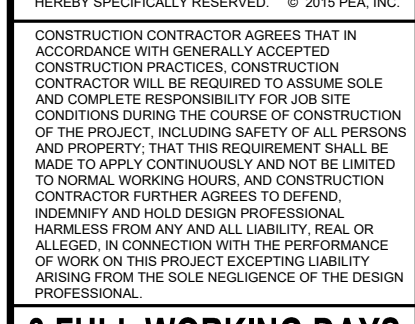 HEREBY SPECIFICALLY RESERVED. © 2015 PEA, INC.
CONSTRUCTION CONTRACTOR AGREES THAT IN
ACCORDANCE WITH GENERALLY ACCEPTED
CONSTRUCTION PRACTICES, CONSTRUCTION
CONTRACTOR WILL BE REQUIRED TO ASSUME SOLE
AND COMPLETE RESPONSIBILITY FOR JOB SITE
CONDITIONS DURING THE COURSE OF CONSTRUCTION
OF THE PROJECT, INCLUDING SAFETY OF ALL PERSONS
AND PROPERTY; THAT THIS REQUIREMENT SHALL BE
MADE TO APPLY CONTINUOUSLY AND NOT BE LIMITED
TO NORMAL WORKING HOURS, AND CONSTRUCTION
CONTRACTOR FURTHER AGREES TO DEFEND,
INDEMNIFY AND HOLD DESIGN PROFESSIONAL
HARMLESS FROM ANY AND ALL LIABILITY, REAL OR
ALLEGED, IN CONNECTION WITH THE PERFORMANCE
OF WORK ON THIS PROJECT EXCEPTING LIABILITY
ARISING FROM THE SOLE NEGLIGENCE OF THE DESIGN
PROFESSIONAL.
FULL WORKING DAYS